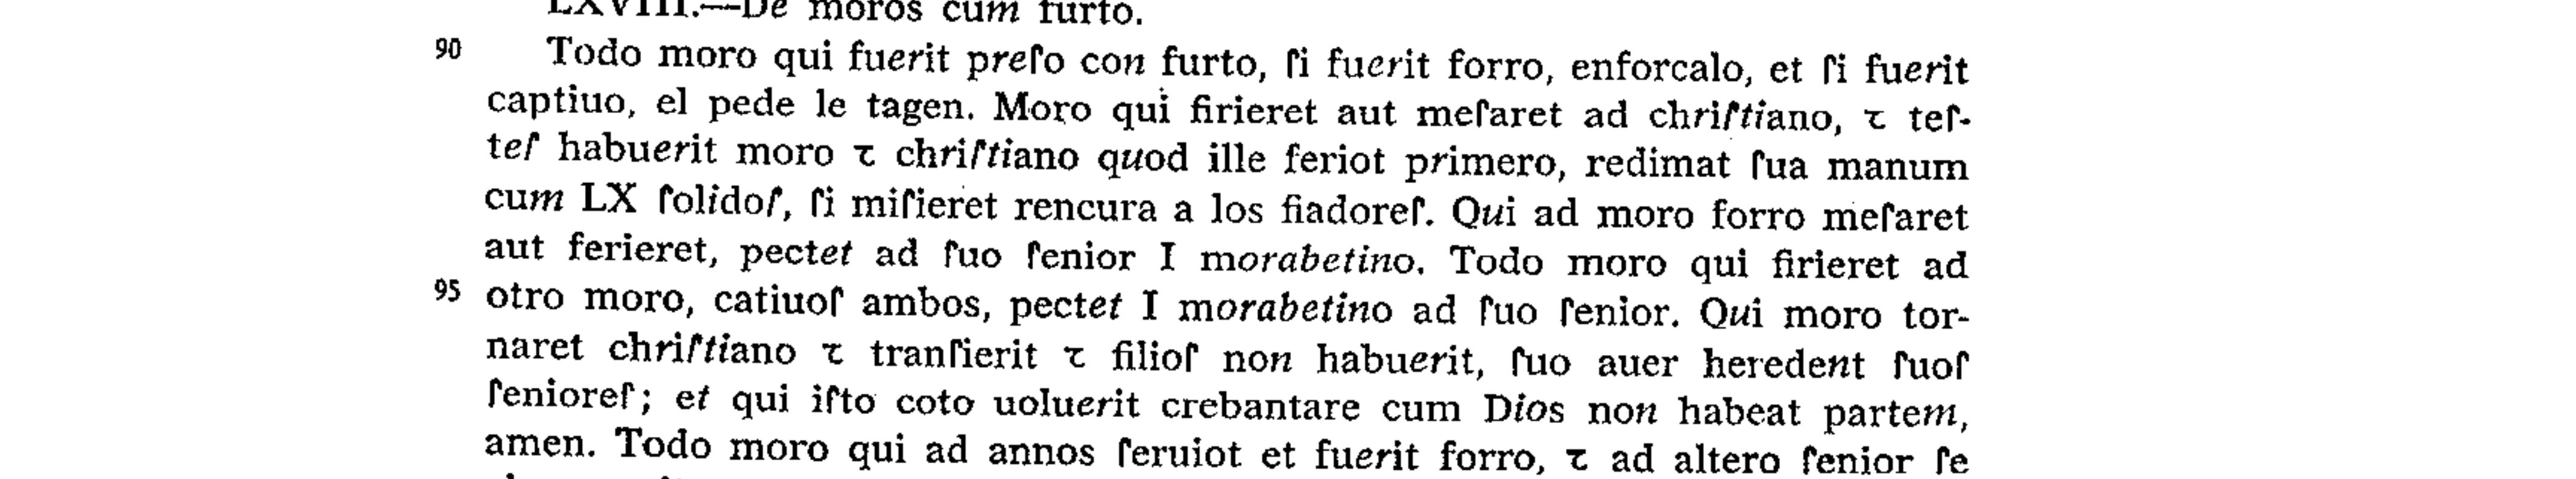 LXVIII.—De moros cum furto.
90 Todo moro qui fuerit preſo con furto, ſi fuerit forro, enforcalo, et ſi fuerit
captiuo, el pede le tagen. Moro qui firieret aut meſaret ad chriſtiano, τ teſ-
teſ habuerit moro τ chriſtiano quod ille feriot primero, redimat ſua manum
cum LX ſolidoſ, ſi miſieret rencura a los fiadoreſ. Qui ad moro forro meſaret
aut ferieret, pectet ad ſuo ſenior I morabetino. Todo moro qui firieret ad
95 otro moro, catiuoſ ambos, pectet I morabetino ad ſuo ſenior. Qui moro tor-
naret chriſtiano τ tranſierit τ filioſ non habuerit, ſuo auer heredent ſuoſ
ſenioreſ; et qui iſto coto uoluerit crebantare cum Dios non habeat partem,
amen. Todo moro qui ad annos ſeruiot et fuerit forro, τ ad altero ſenior ſe